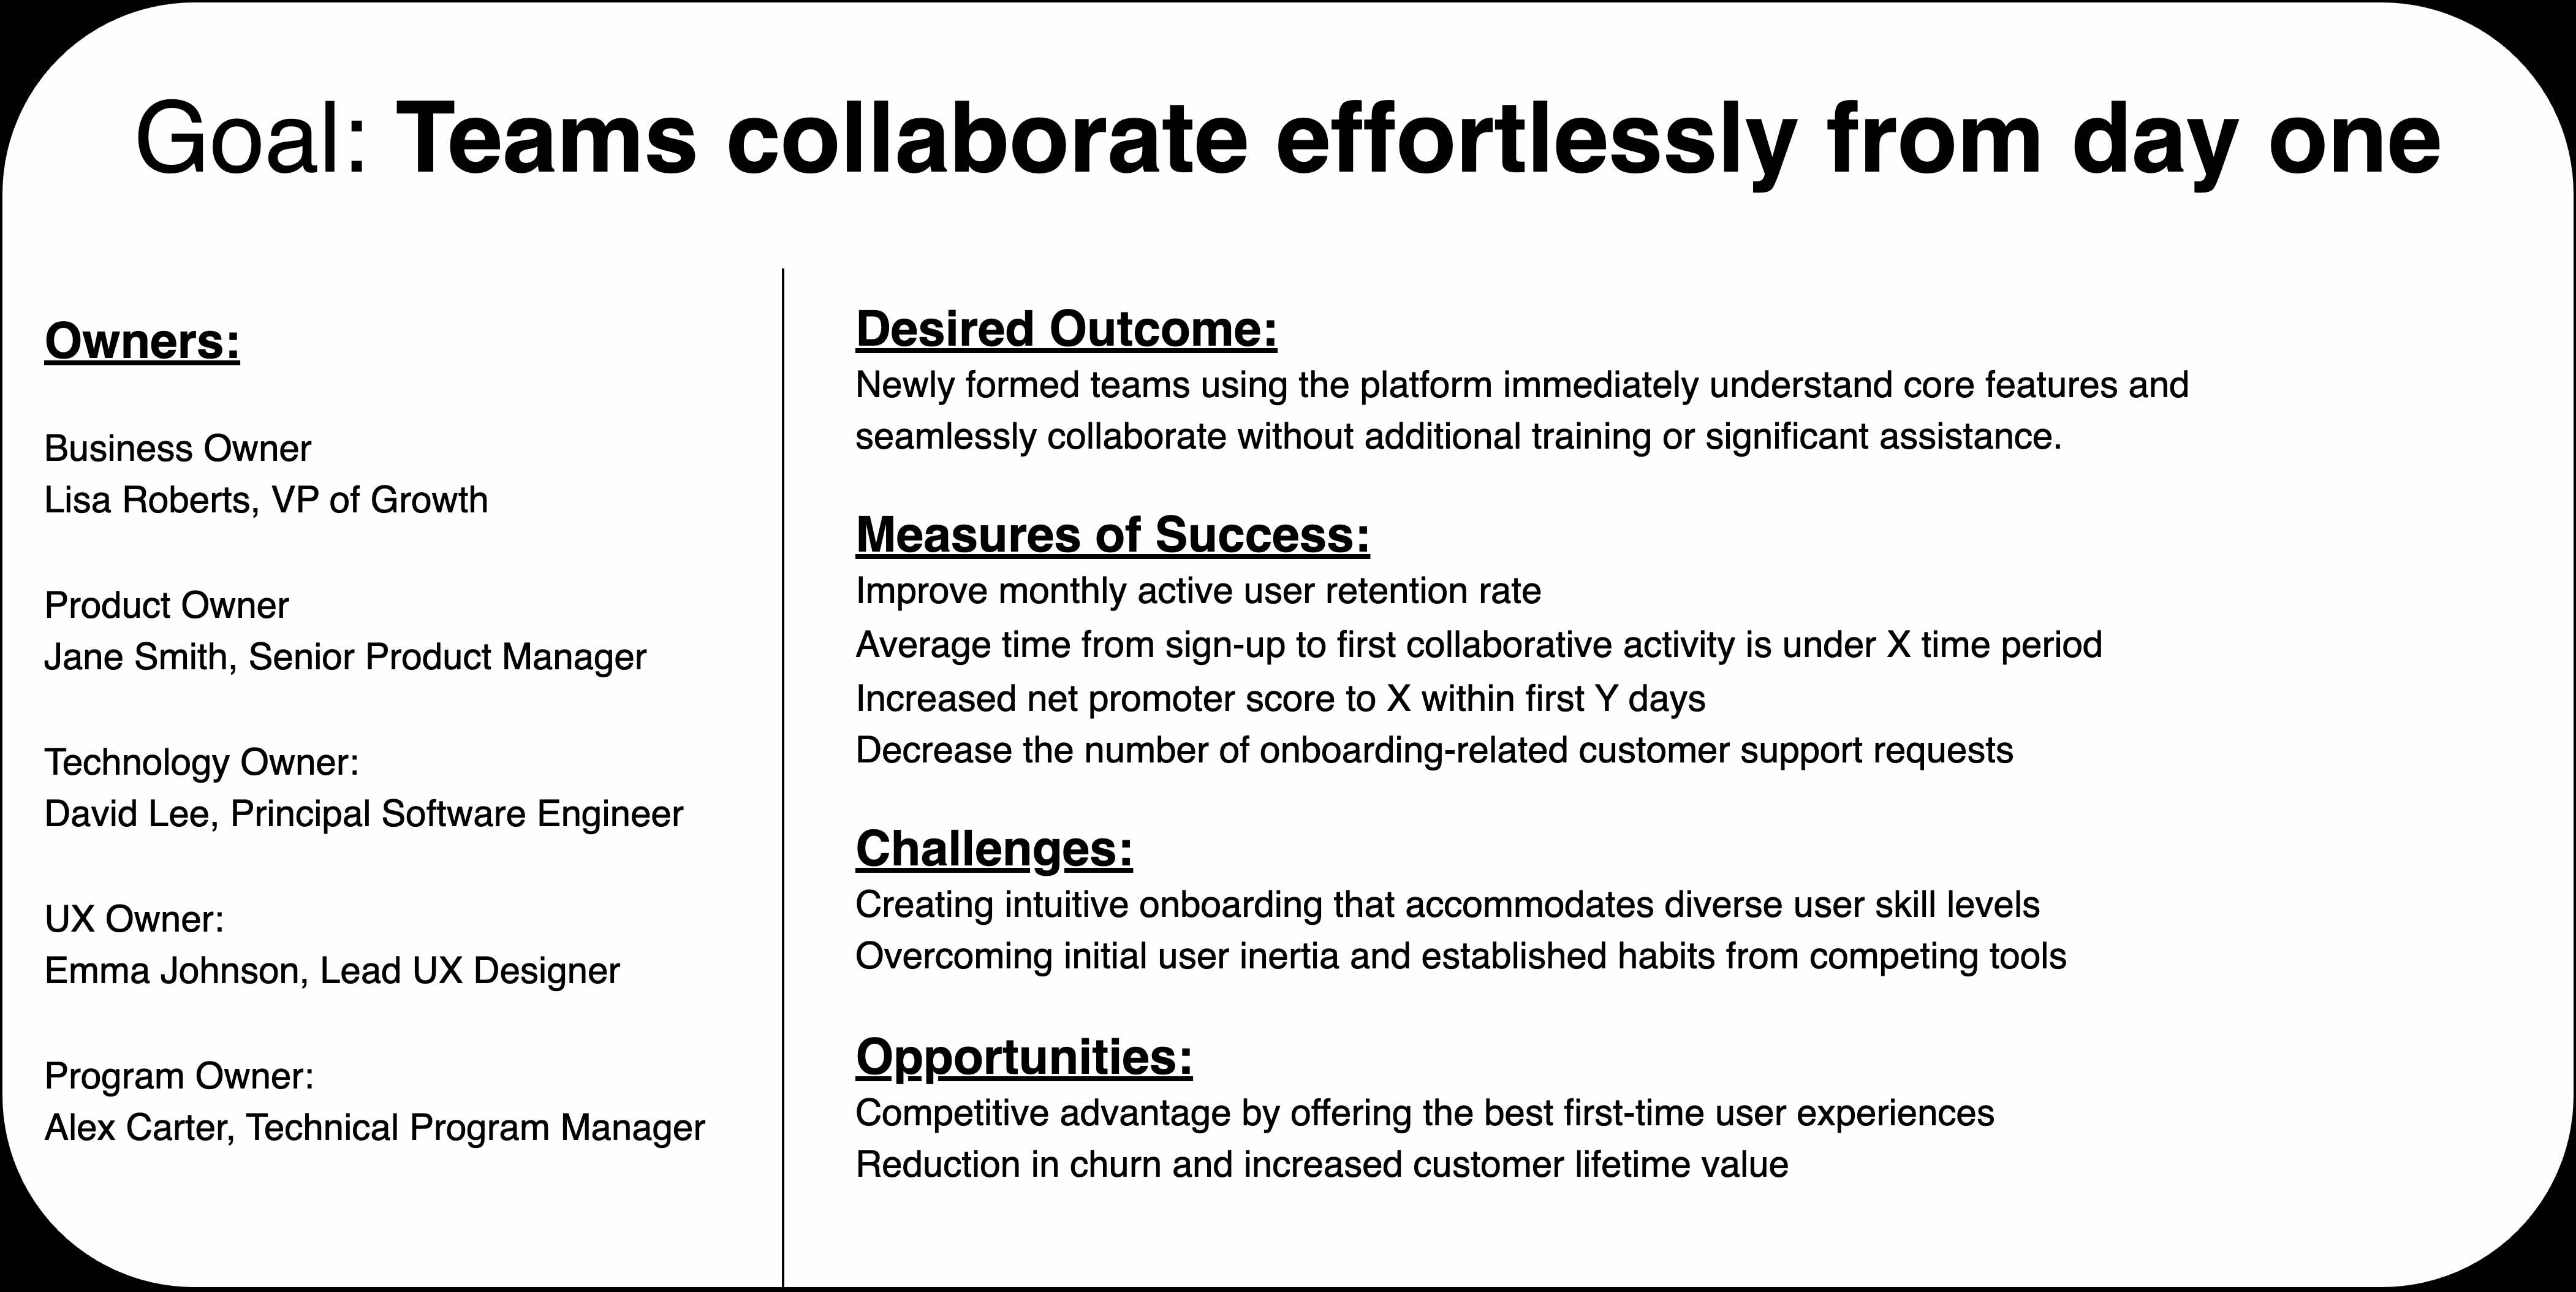 Goal: Teams collaborate effortlessly from day one
Owners:
Business Owner
Lisa Roberts, VP of Growth
Product Owner
Jane Smith, Senior Product Manager
Technology Owner:
David Lee, Principal Software Engineer
UX Owner:
Emma Johnson, Lead UX Designer
Program Owner:
Alex Carter, Technical Program Manager
Desired Outcome:
Newly formed teams using the platform immediately understand core features and
seamlessly collaborate without additional training or significant assistance.
Measures of Success:
Improve monthly active user retention rate
Average time from sign-up to first collaborative activity is under X time period
Increased net promoter score to X within first Y days
Decrease the number of onboarding-related customer support requests
Challenges:
Creating intuitive onboarding that accommodates diverse user skill levels
Overcoming initial user inertia and established habits from competing tools
Opportunities:
Competitive advantage by offering the best first-time user experiences
Reduction in churn and increased customer lifetime value